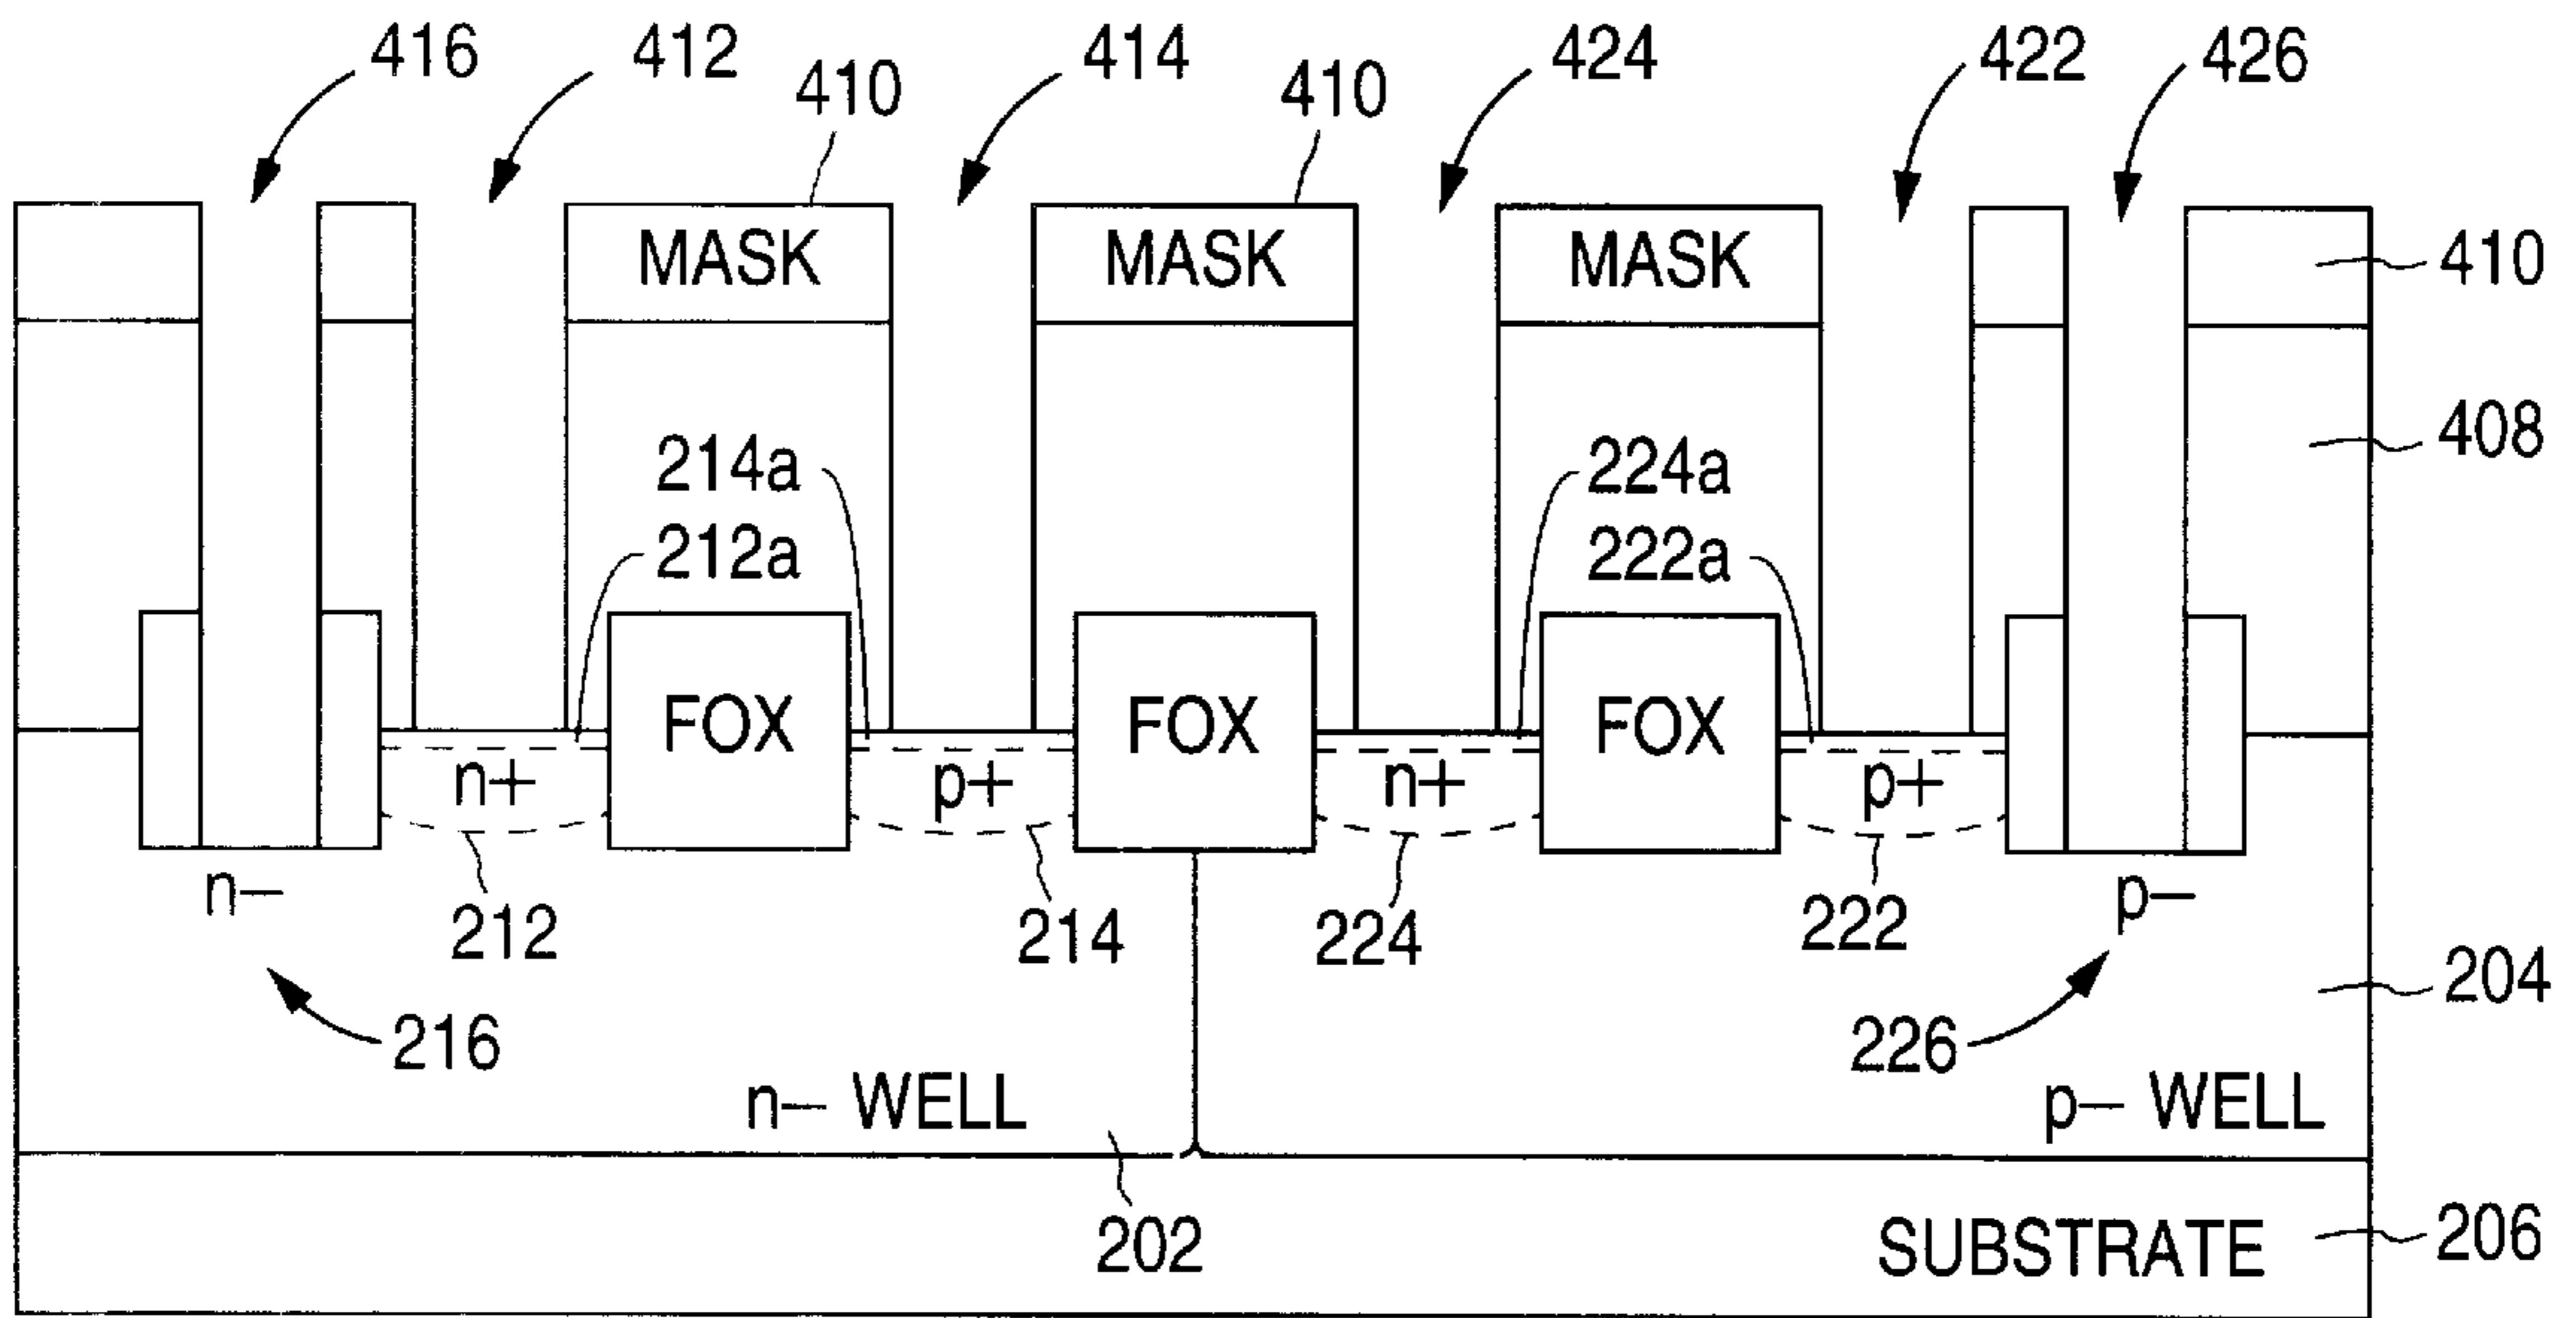 416
412
410
414
410
424
422
426
MASK
MASK
MASK
410
408
214a
212a
224a
222a
FOX
FOX
FOX
n+
p+
n+
p+
n–
212
214
224
222
p–
204
216
226
n– WELL
p– WELL
202
SUBSTRATE
206